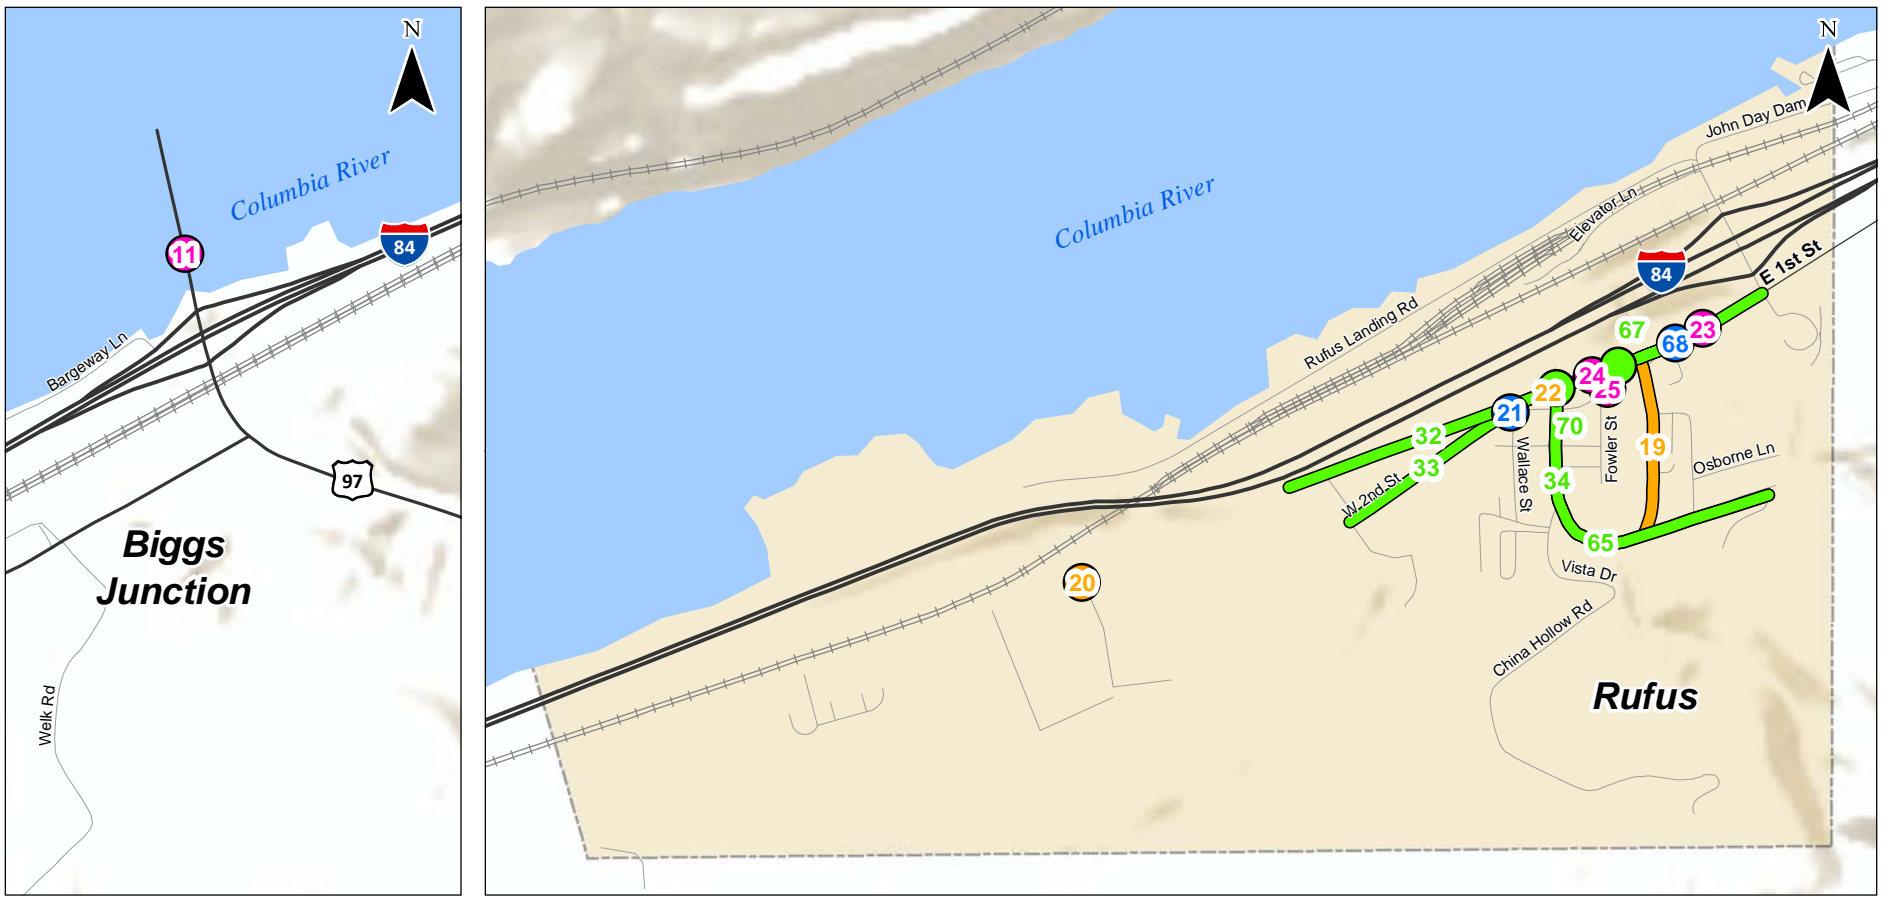 N
Columbia River
11
84
Bargeway Ln
97
Biggs
Junction
Welk Rd
N
John Day Dam
Columbia River
Elevator Ln
84
E 1st St
Rufus Landing Rd
67
23
68
24
25
22
21
32
70
33
19
Wallace St
Fowler St
Osborne Ln
34
W 2nd St
65
Vista Dr
20
China Hollow Rd
Rufus